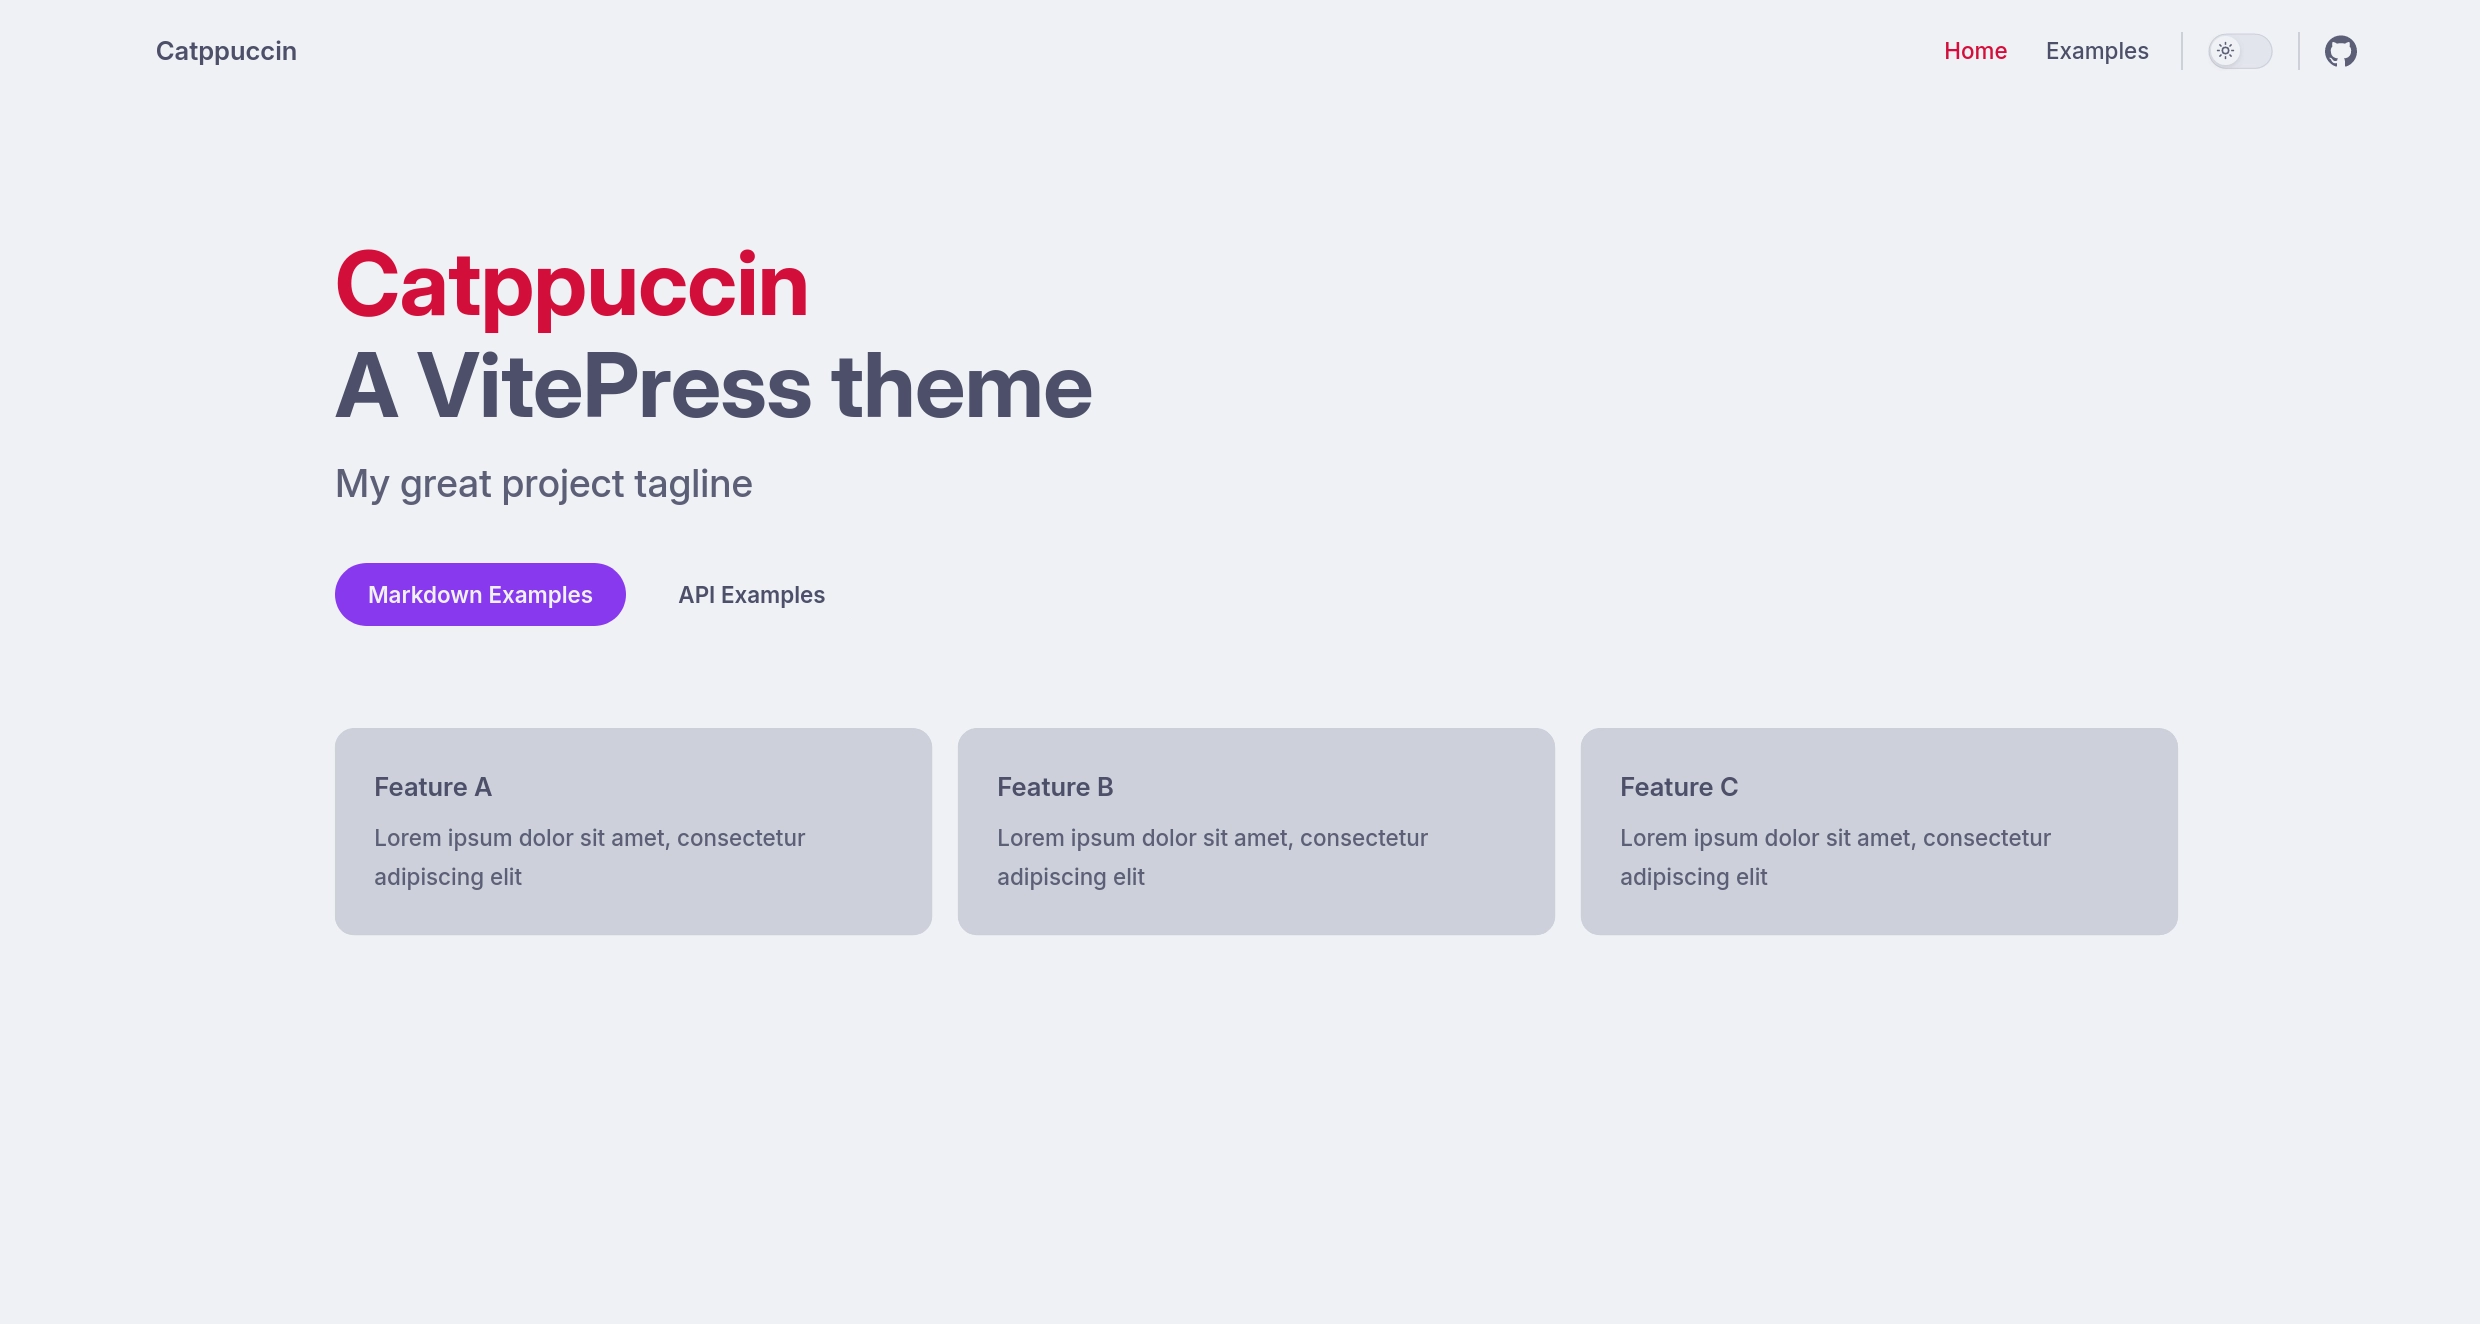 Catppuccin
Home
Examples
Catppuccin
A VitePress theme
My great project tagline
Markdown Examples
API Examples
Feature A
Lorem ipsum dolor sit amet, consectetur
adipiscing elit
Feature B
Lorem ipsum dolor sit amet, consectetur
adipiscing elit
Feature C
Lorem ipsum dolor sit amet, consectetur
adipiscing elit